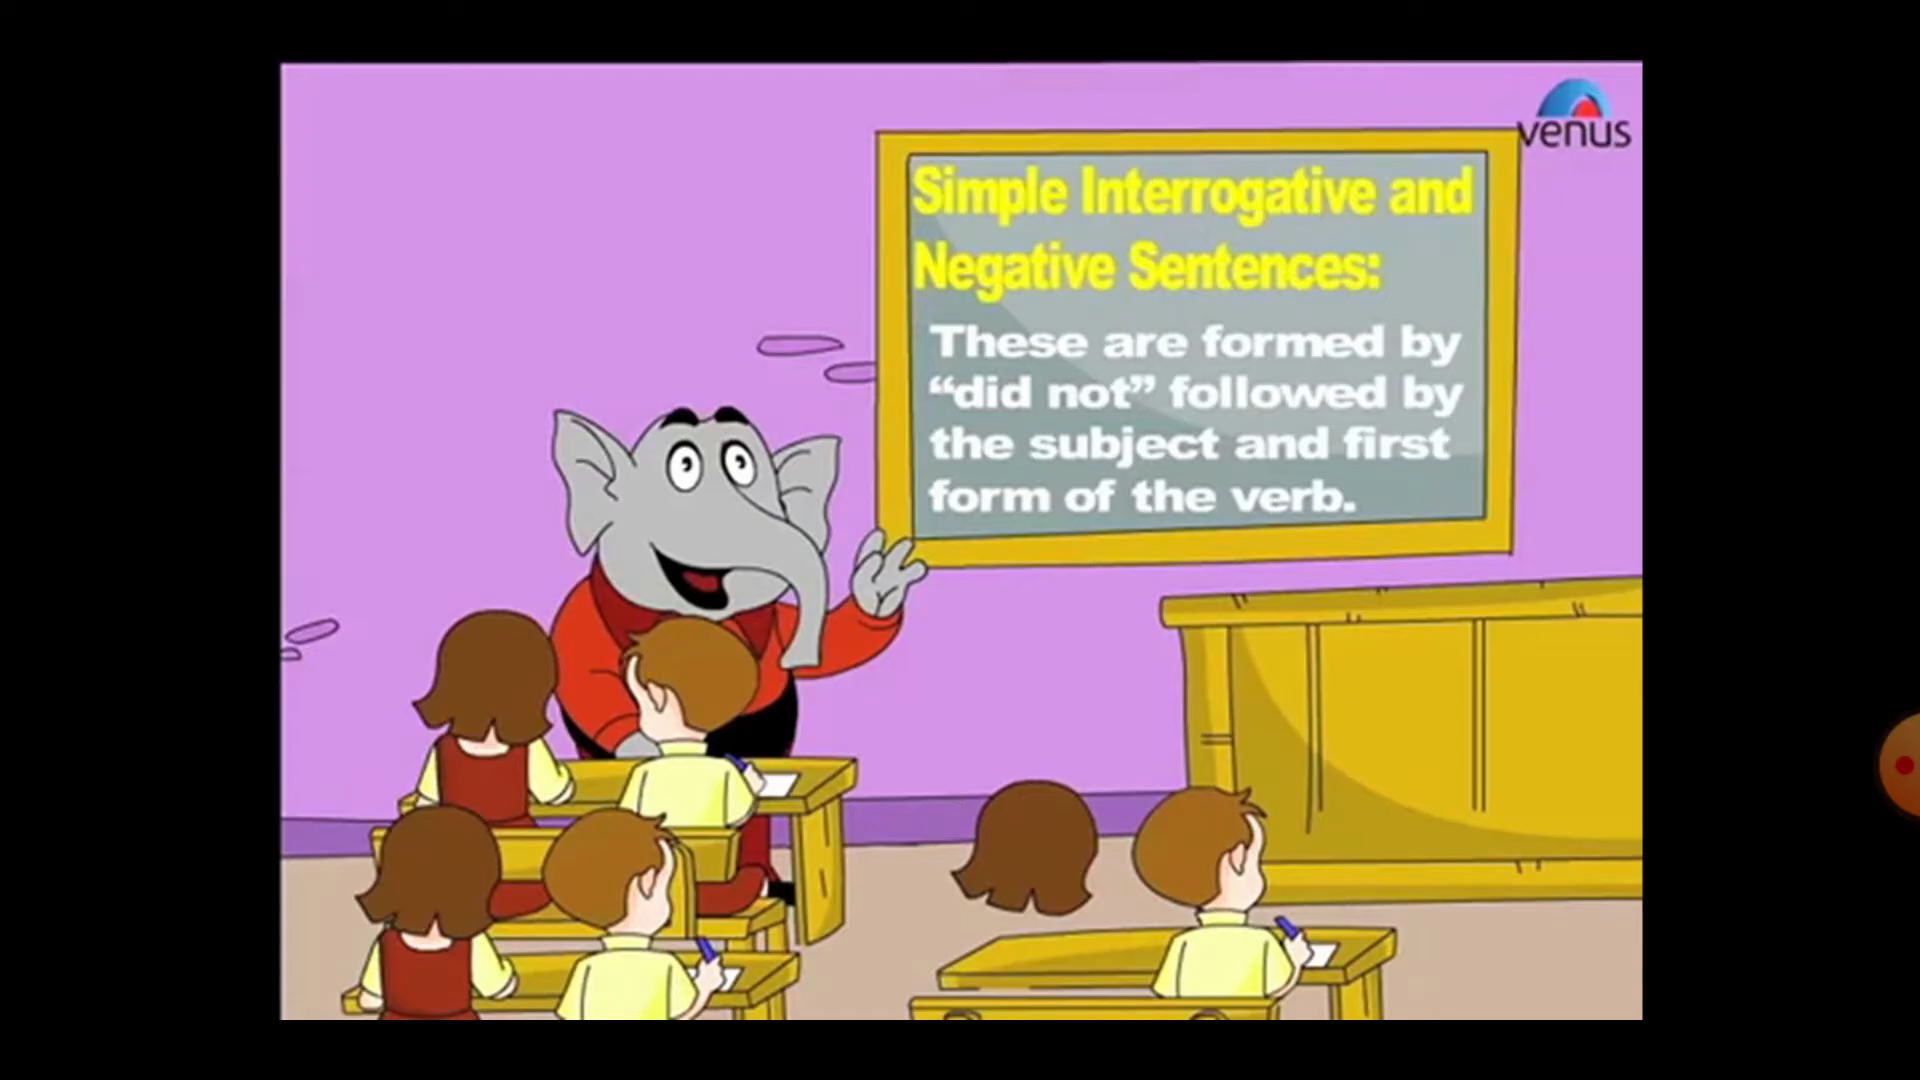 venus
Simple Interrogative and
Negative Sentences:
These are formed by
“did not” followed by
the subject and first
form of the verb.